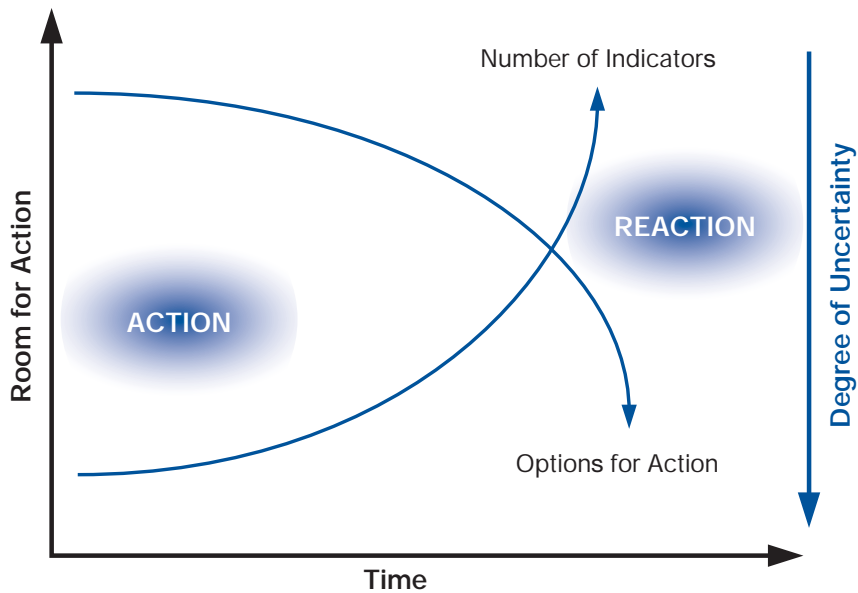 Number of Indicators
Room for Action
ACTION
REACTION
Degree of Uncertainty
Options for Action
Time